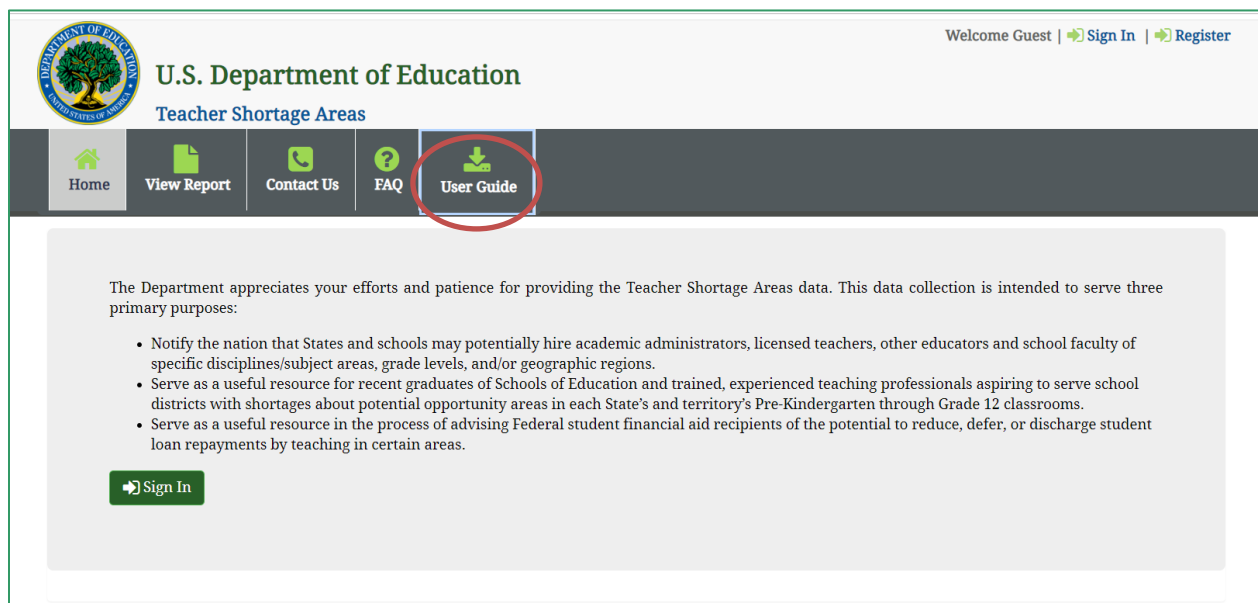 DEPARTMENT OF EDUCATION
UNITED STATES OF AMERICA
Welcome Guest | Sign In | Register
U.S. Department of Education
Teacher Shortage Areas
Home
View Report
Contact Us
FAQ
User Guide
The Department appreciates your efforts and patience for providing the Teacher Shortage Areas data. This data collection is intended to serve three
primary purposes:
• Notify the nation that States and schools may potentially hire academic administrators, licensed teachers, other educators and school faculty of
specific disciplines/subject areas, grade levels, and/or geographic regions.
• Serve as a useful resource for recent graduates of Schools of Education and trained, experienced teaching professionals aspiring to serve school
districts with shortages about potential opportunity areas in each State’s and territory’s Pre-Kindergarten through Grade 12 classrooms.
• Serve as a useful resource in the process of advising Federal student financial aid recipients of the potential to reduce, defer, or discharge student
loan repayments by teaching in certain areas.
Sign In